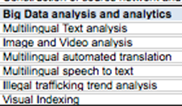 Big Data analysis and analytics
Multilingual Text analysis
Image and Video analysis
Multilingual automated translation
Multilingual speech to text
Illegal trafficking trend analysis
Visual Indexing